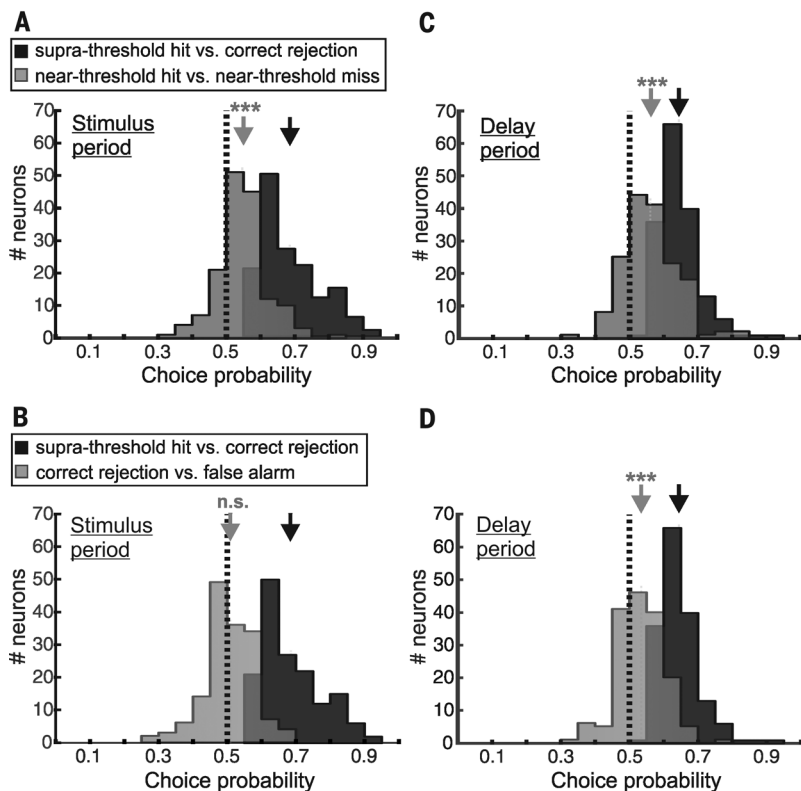 A
supra-threshold hit vs. correct rejection
near-threshold hit vs. near-threshold miss
Stimulus
period
***
# neurons
70
60
50
40
30
20
10
0
0.1 0.3 0.5 0.7 0.9
Choice probability
C
Delay
period
***
# neurons
70
60
50
40
30
20
10
0
0.1 0.3 0.5 0.7 0.9
Choice probability
B
supra-threshold hit vs. correct rejection
correct rejection vs. false alarm
Stimulus
period
n.s.
# neurons
70
60
50
40
30
20
10
0
0.1 0.3 0.5 0.7 0.9
Choice probability
D
Delay
period
***
# neurons
70
60
50
40
30
20
10
0
0.1 0.3 0.5 0.7 0.9
Choice probability